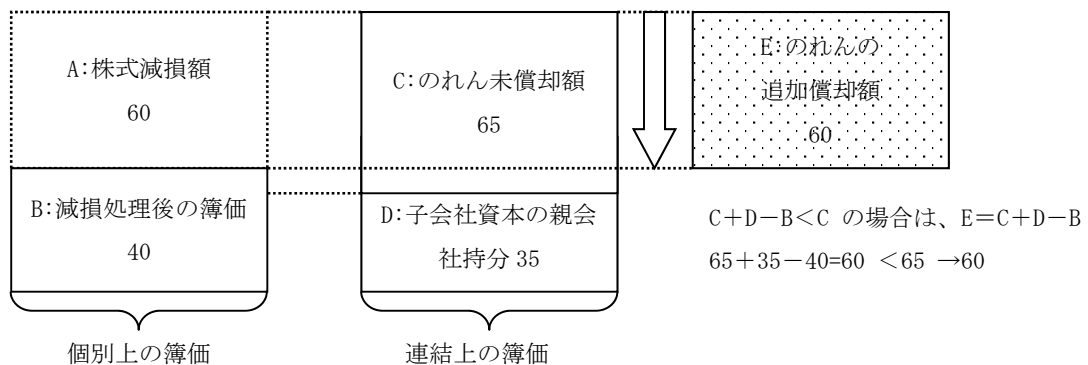 A:株式減損額
60
B:減損処理後の簿価
40
個別上の簿価
C:のれん未償却額
65
D:子会社資本の親会
社持分 35
連結上の簿価
E:のれんの
追加償却額
60
C＋D－B＜C の場合は、E＝C＋D－B
65＋35－40=60 ＜65 →60